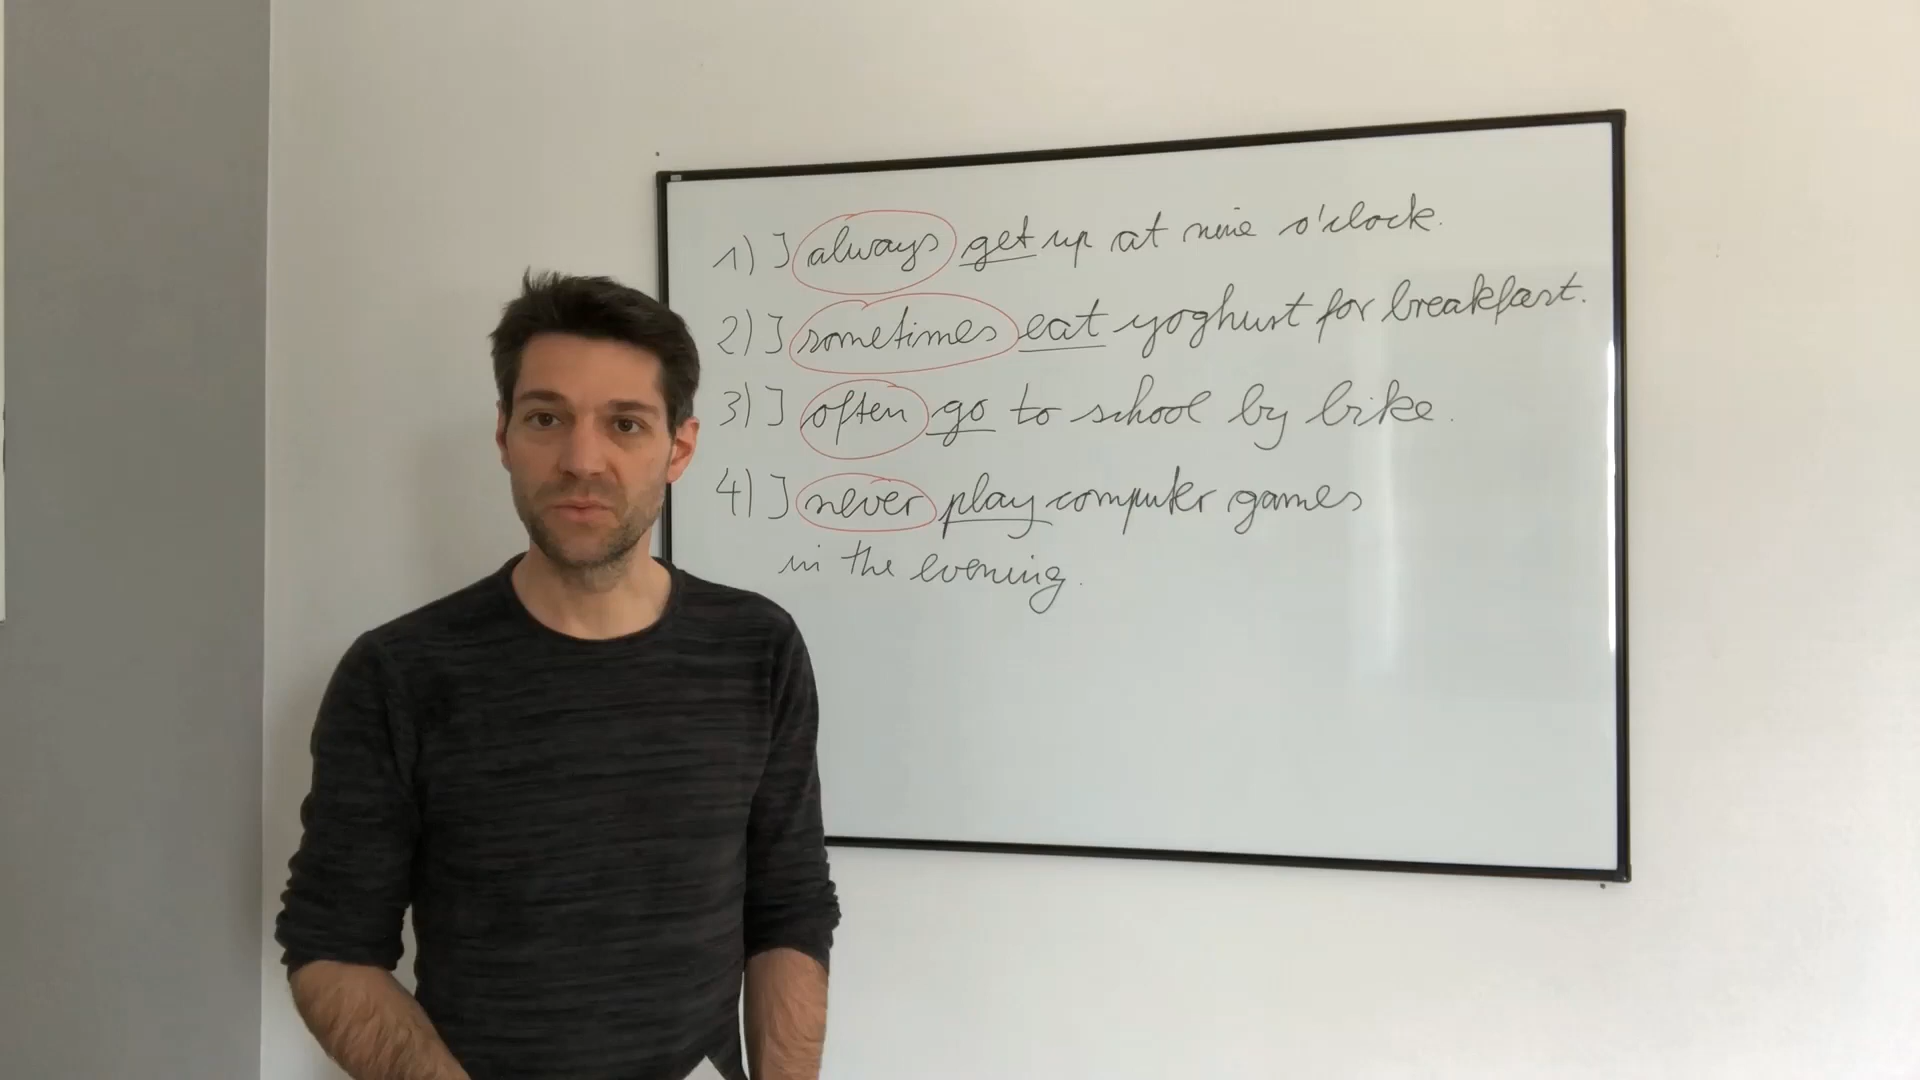 1) I always get up at nine o'clock.
2) I sometimes eat yoghurt for breakfast.
3) I often go to school by bike.
4) I never play computer games
in the evening.